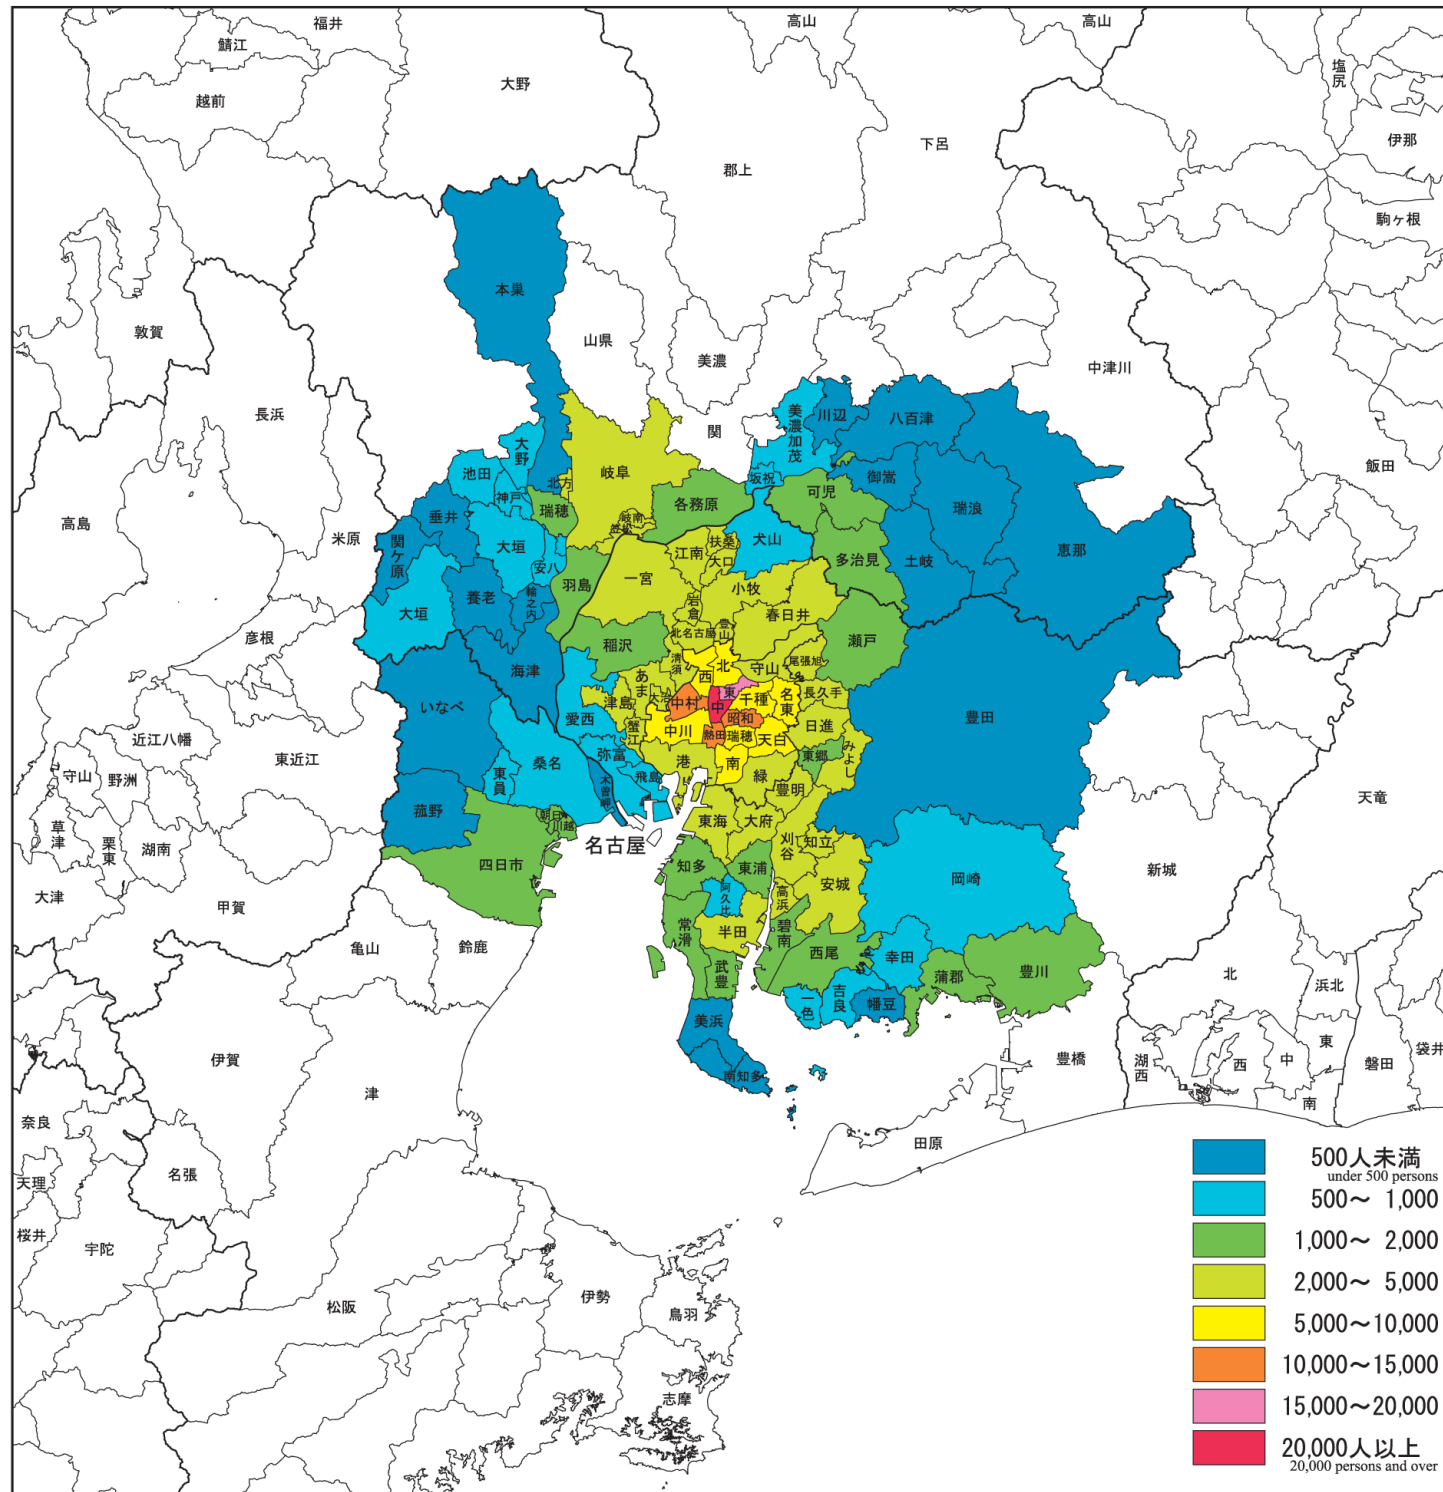 福井
高山
高山
鯖江
大野
塩尻
越前
伊那
下呂
郡上
駒ヶ根
本巣
敦賀
山県
美濃
中津川
長浜
美濃加茂
川辺
八百津
関
大野
飯田
岐阜
池田
坂祝
御嵩
北方
神戸
可児
各務原
瑞浪
高島
垂井
瑞穂
岐南
笠松
米原
関ケ原
大垣
扶桑
犬山
江南
恵那
大口
多治見
土岐
安八
一宮
羽島
小牧
養老
輪之内
岩倉
大垣
春日井
豊山
彦根
稲沢
北名古屋
瀬戸
清須
北
守山
尾張旭
海津
西
あま
いなべ
津島
大治
中村
中
東
千種
名東
長久手
愛西
昭和
豊田
蟹江
中川
熱田
瑞穂
天白
日進
近江八幡
東近江
桑名
弥富
東郷
みよし
守山
野洲
東員
木曽岬
飛島
港
南
緑
豊明
天竜
菰野
朝日
川越
東海
大府
刈谷
知立
草津
栗東
湖南
名古屋
四日市
知多
東浦
岡崎
新城
安城
大津
阿久比
高浜
甲賀
半田
碧南
常滑
亀山
鈴鹿
西尾
幸田
武豊
蒲郡
豊川
北
浜北
一色
吉良
幡豆
美浜
伊賀
東
豊橋
湖西
西
中
磐田
袋井
南知多
津
南
奈良
田原
名張
天理
500人未満
under 500 persons
500～ 1,000
桜井
宇陀
1,000～ 2,000
2,000～ 5,000
伊勢
松阪
鳥羽
5,000～10,000
10,000～15,000
志摩
15,000～20,000
20,000人以上
20,000 persons and over